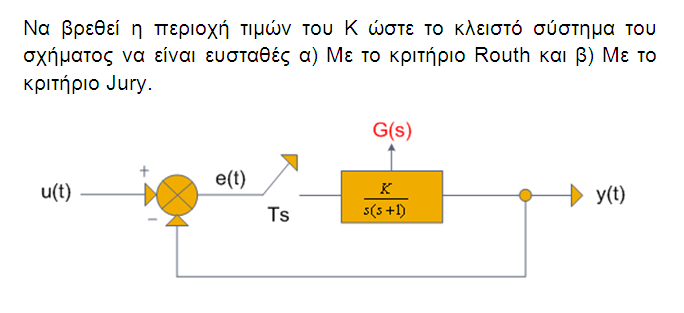 Να βρεθεί η περιοχή τιμών του Κ ώστε το κλειστό σύστημα του
σχήματος να είναι ευσταθές α) Με το κριτήριο Routh και β) Με το
κριτήριο Jury.
G(s)
u(t)
+
−
e(t)
Ts
K
s(s+1)
y(t)